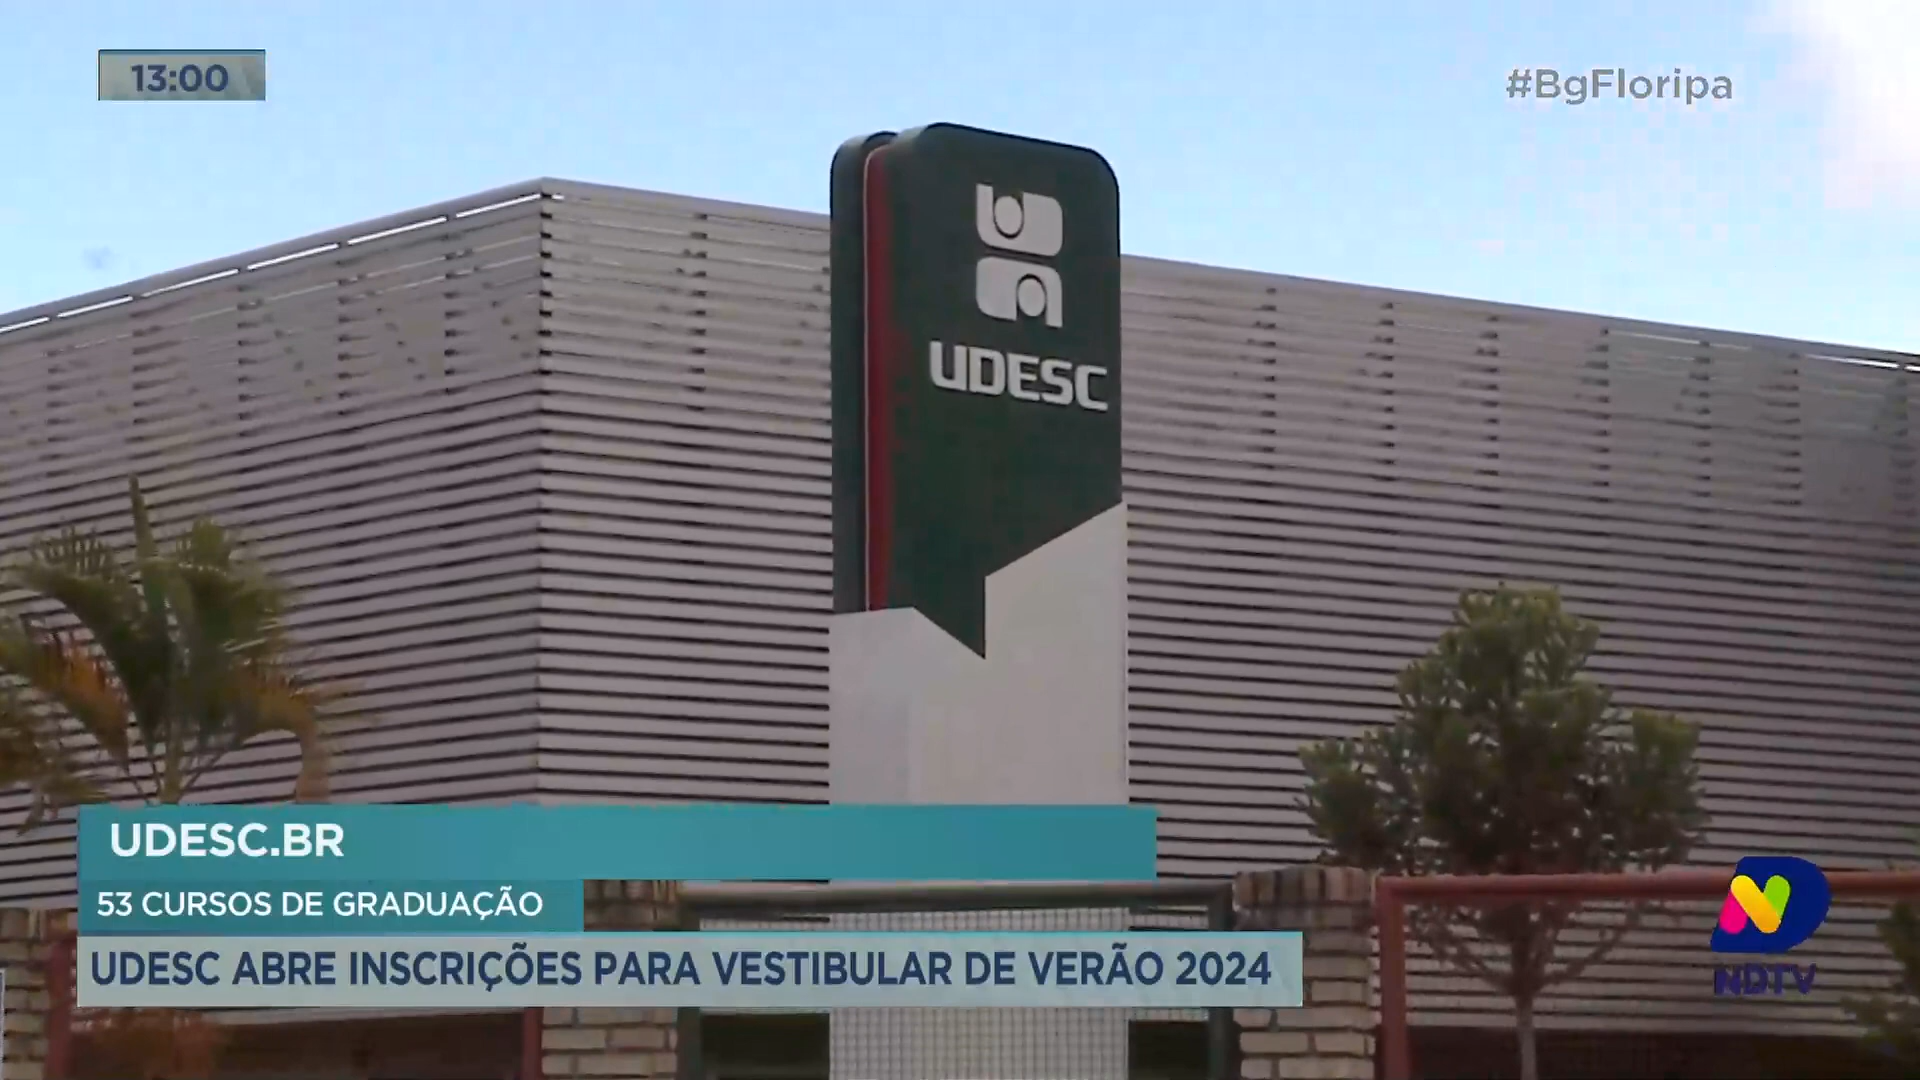 13:00
#BgFloripa
UDESC
UDESC.BR
53 CURSOS DE GRADUAÇÃO
UDESC ABRE INSCRIÇÕES PARA VESTIBULAR DE VERÃO 2024
NDTV